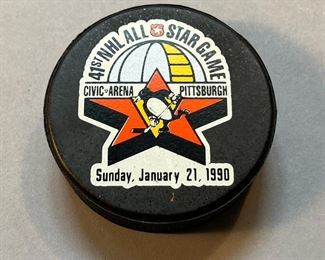 41ST NHL ALL STAR GAME
CIVIC ARENA PITTSBURGH
Sunday, January 21, 1990